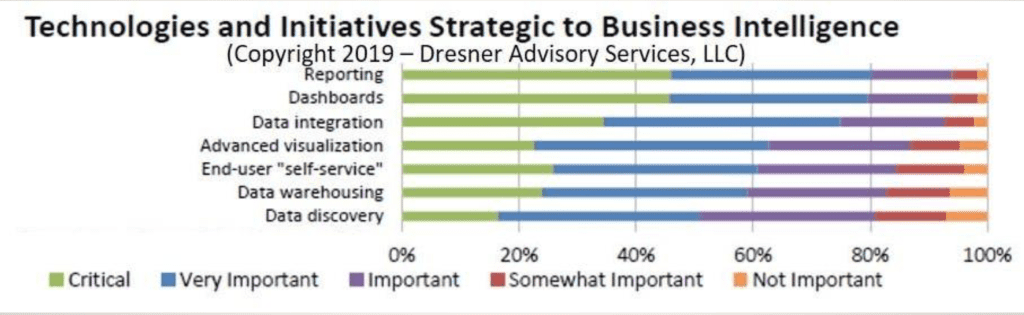 Technologies and Initiatives Strategic to Business Intelligence
(Copyright 2019 – Dresner Advisory Services, LLC)
Reporting
Dashboards
Data integration
Advanced visualization
End-user "self-service"
Data warehousing
Data discovery
0% 20% 40% 60% 80% 100%
Critical Very Important Important Somewhat Important Not Important